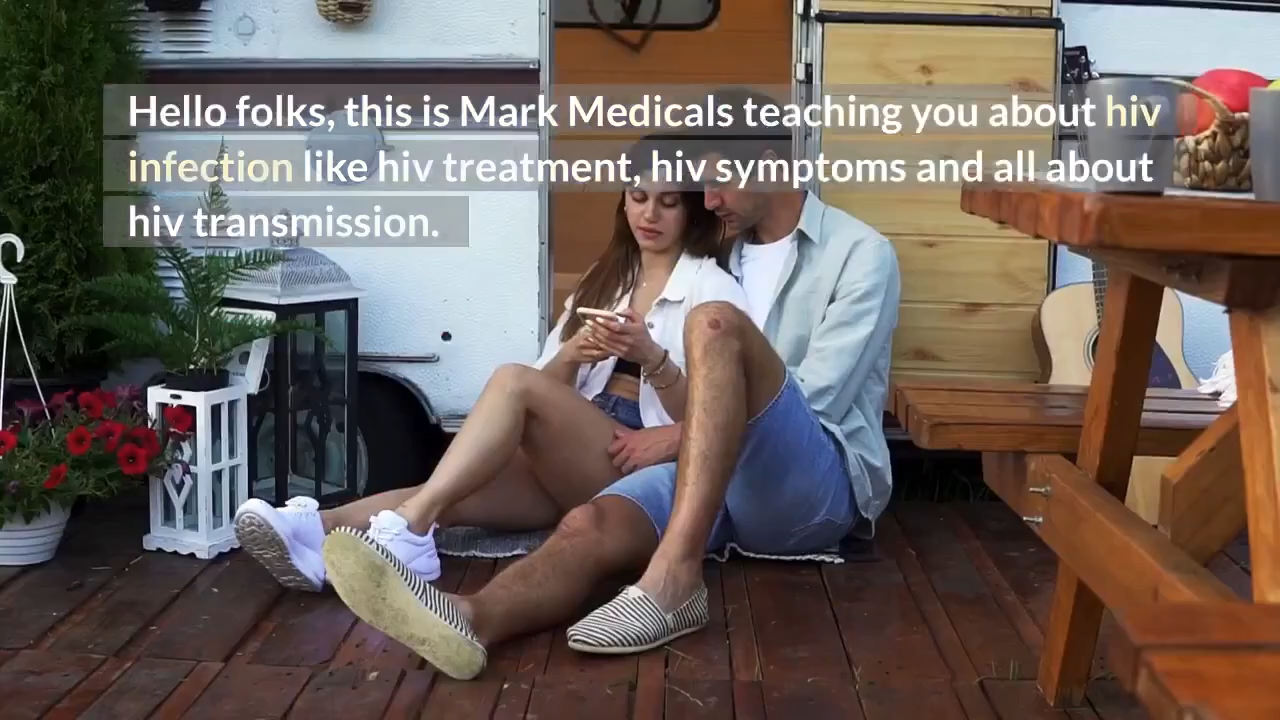 Hello folks, this is Mark Medicals teaching you about hiv
infection like hiv treatment, hiv symptoms and all about
hiv transmission.